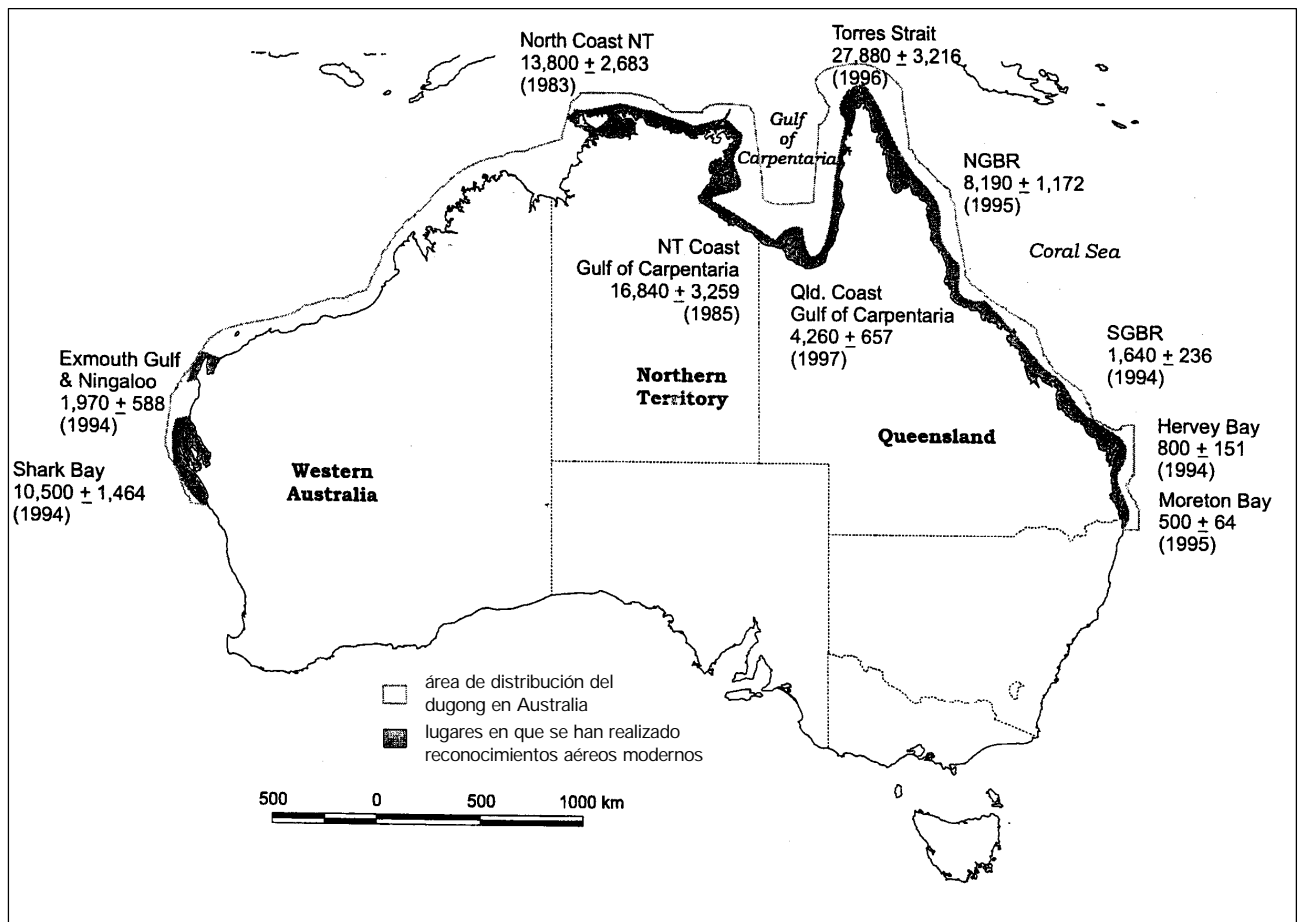 North Coast NT
13,800 ± 2,683
(1983)
Torres Strait
27,880 ± 3,216
(1996)
Gulf
of
Carpentaria
NGBR
8,190 ± 1,172
(1995)
Coral Sea
NT Coast
Gulf of Carpentaria
16,840 ± 3,259
(1985)
Qld. Coast
Gulf of Carpentaria
4,260 ± 657
(1997)
SGBR
1,640 ± 236
(1994)
Exmouth Gulf
& Ningaloo
1,970 ± 588
(1994)
Northern
Territory
Queensland
Hervey Bay
800 ± 151
(1994)
Shark Bay
10,500 ± 1,464
(1994)
Western
Australia
Moreton Bay
500 ± 64
(1995)
área de distribución del
dugong en Australia
lugares en que se han realizado
reconocimientos aéreos modernos
500 0 500 1000 km